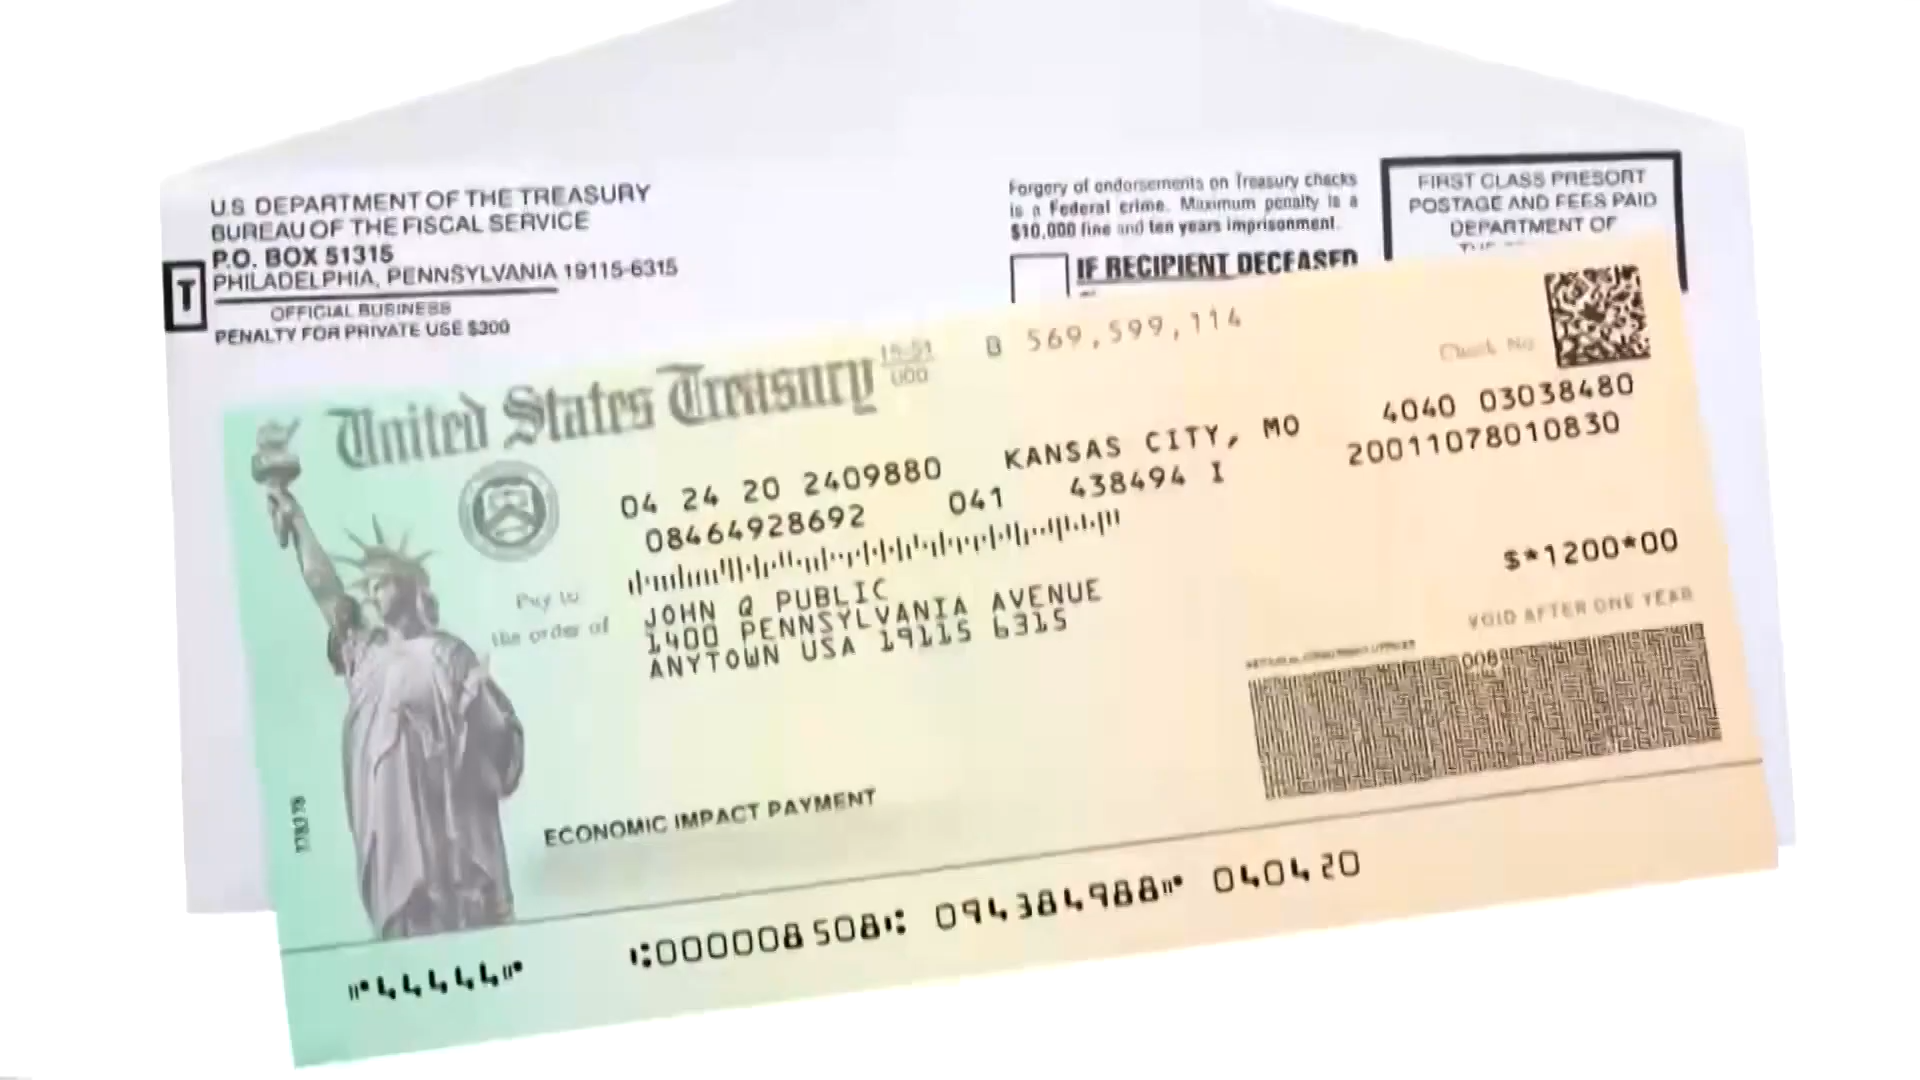 U.S DEPARTMENT OF THE TREASURY
BUREAU OF THE FISCAL SERVICE
P.O. BOX 51315
PHILADELPHIA, PENNSYLVANIA 19115-6315
OFFICIAL BUSINESS
PENALTY FOR PRIVATE USE $300
T
Forgery of endorsements on Treasury checks
is a Federal crime. Maximum penalty is a
$10,000 fine and ten years imprisonment.
IF RECIPIENT DECEASED
FIRST CLASS PRESORT
POSTAGE AND FEES PAID
DEPARTMENT OF
United States Treasury
15-51
000
B 569,599,114
Check No.
04 24 20 2409880 KANSAS CITY, MO 4040 03038480
08464928692 041 438494 I 20011078010830
Pay to
the order of
JOHN Q PUBLIC
1400 PENNSYLVANIA AVENUE
ANYTOWN USA 19115 6315
$*1200*00
VOID AFTER ONE YEAR
008
ECONOMIC IMPACT PAYMENT
⑈44444⑈ ⑆000008508⑆ 094384988⑈ 040420